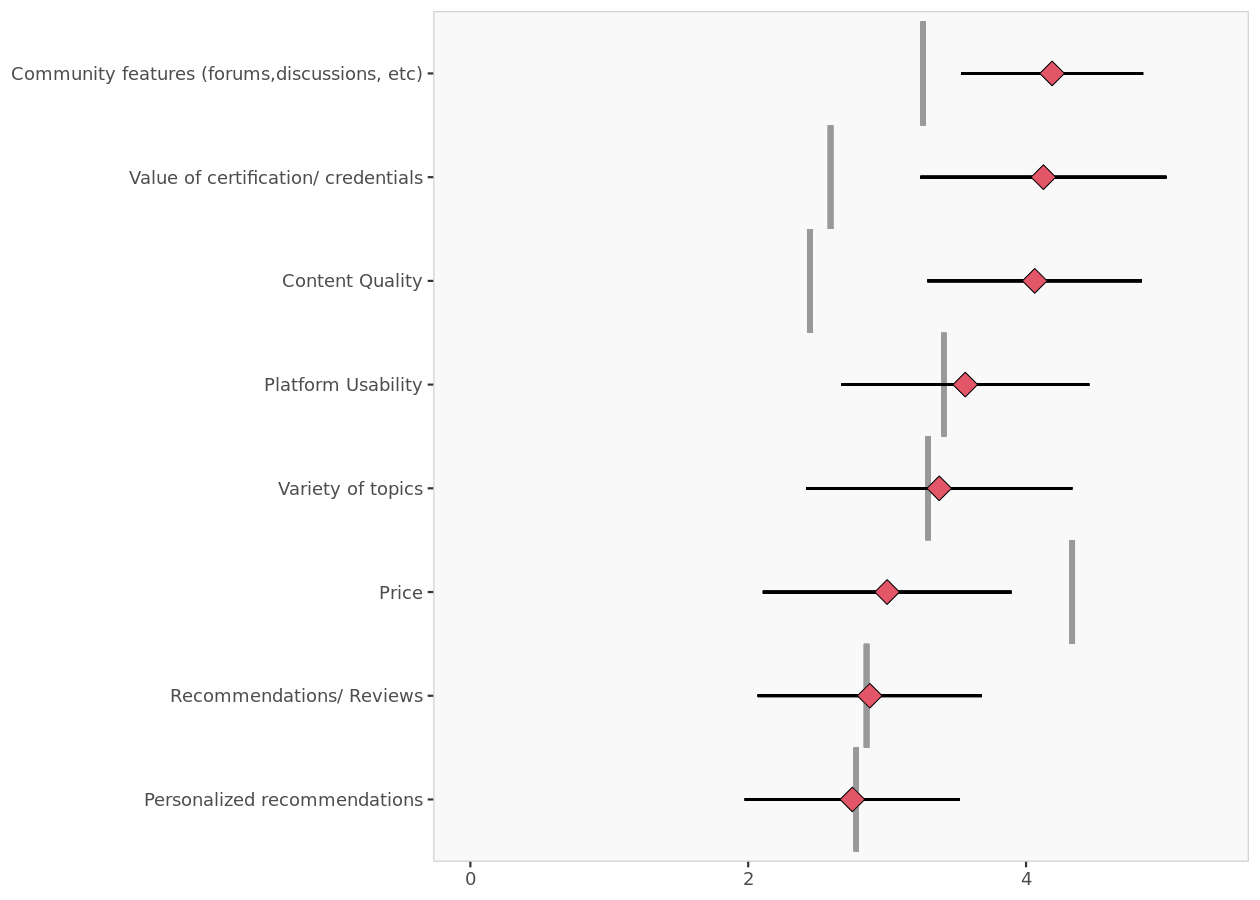 Community features (forums,discussions, etc)
Value of certification/ credentials
Content Quality
Platform Usability
Variety of topics
Price
Recommendations/ Reviews
Personalized recommendations
0 2 4